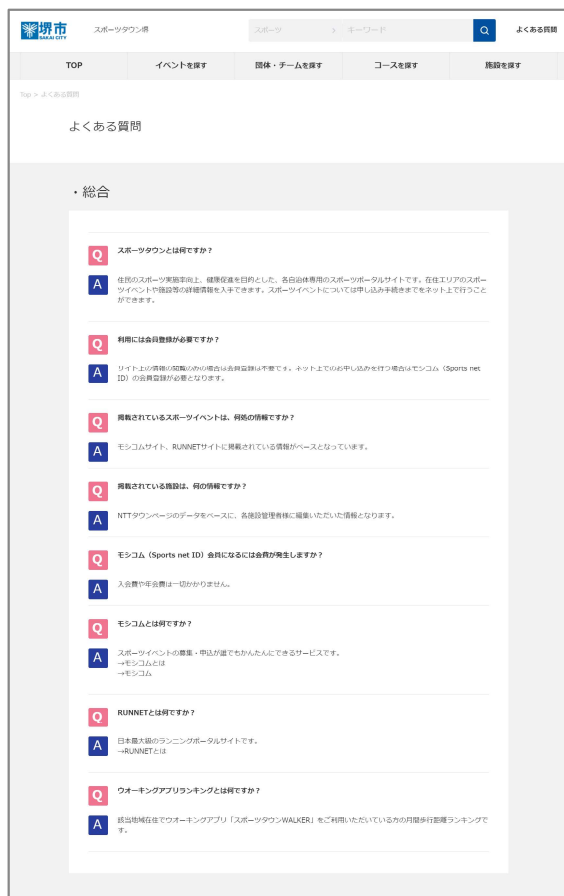 堺市
SAKAI CITY
スポーツタウン堺
スポーツ > キーワード
よくある質問
TOP イベントを探す 団体・チームを探す コースを探す 施設を探す
Top > よくある質問
よくある質問
・総合
Q スポーツタウンとは何ですか？
A 住民のスポーツ実施率向上、健康促進を目的とした、各自治体専用のスポーツポータルサイトです。在住エリアのスポー
ツイベントや施設等の詳細情報を入手できます。スポーツイベントについては申し込み手続きまでをネット上で行うこと
ができます。
Q 利用には会員登録が必要ですか？
A サイト上の情報の閲覧のみの場合は会員登録は不要です。ネット上でのお申し込みを行う場合はモシコム（Sports net
ID）の会員登録が必要となります。
Q 掲載されているスポーツイベントは、何処の情報ですか？
A モシコムサイト、RUNNETサイトに掲載されている情報がベースとなっています。
Q 掲載されている施設は、何の情報ですか？
A NTTタウンページのデータをベースに、各施設管理者様に編集いただいた情報となります。
Q モシコム（Sports net ID）会員になるには会費が発生しますか？
A 入会費や年会費は一切かかりません。
Q モシコムとは何ですか？
A スポーツイベントの募集・申込が誰でもかんたんにできるサービスです。
→モシコムとは
→モシコム
Q RUNNETとは何ですか？
A 日本最大級のランニングポータルサイトです。
→RUNNETとは
Q ウオーキングアプリランキングとは何ですか？
A 該当地域在住でウオーキングアプリ「スポーツタウンWALKER」をご利用いただいている方の月間歩行距離ランキングで
す。